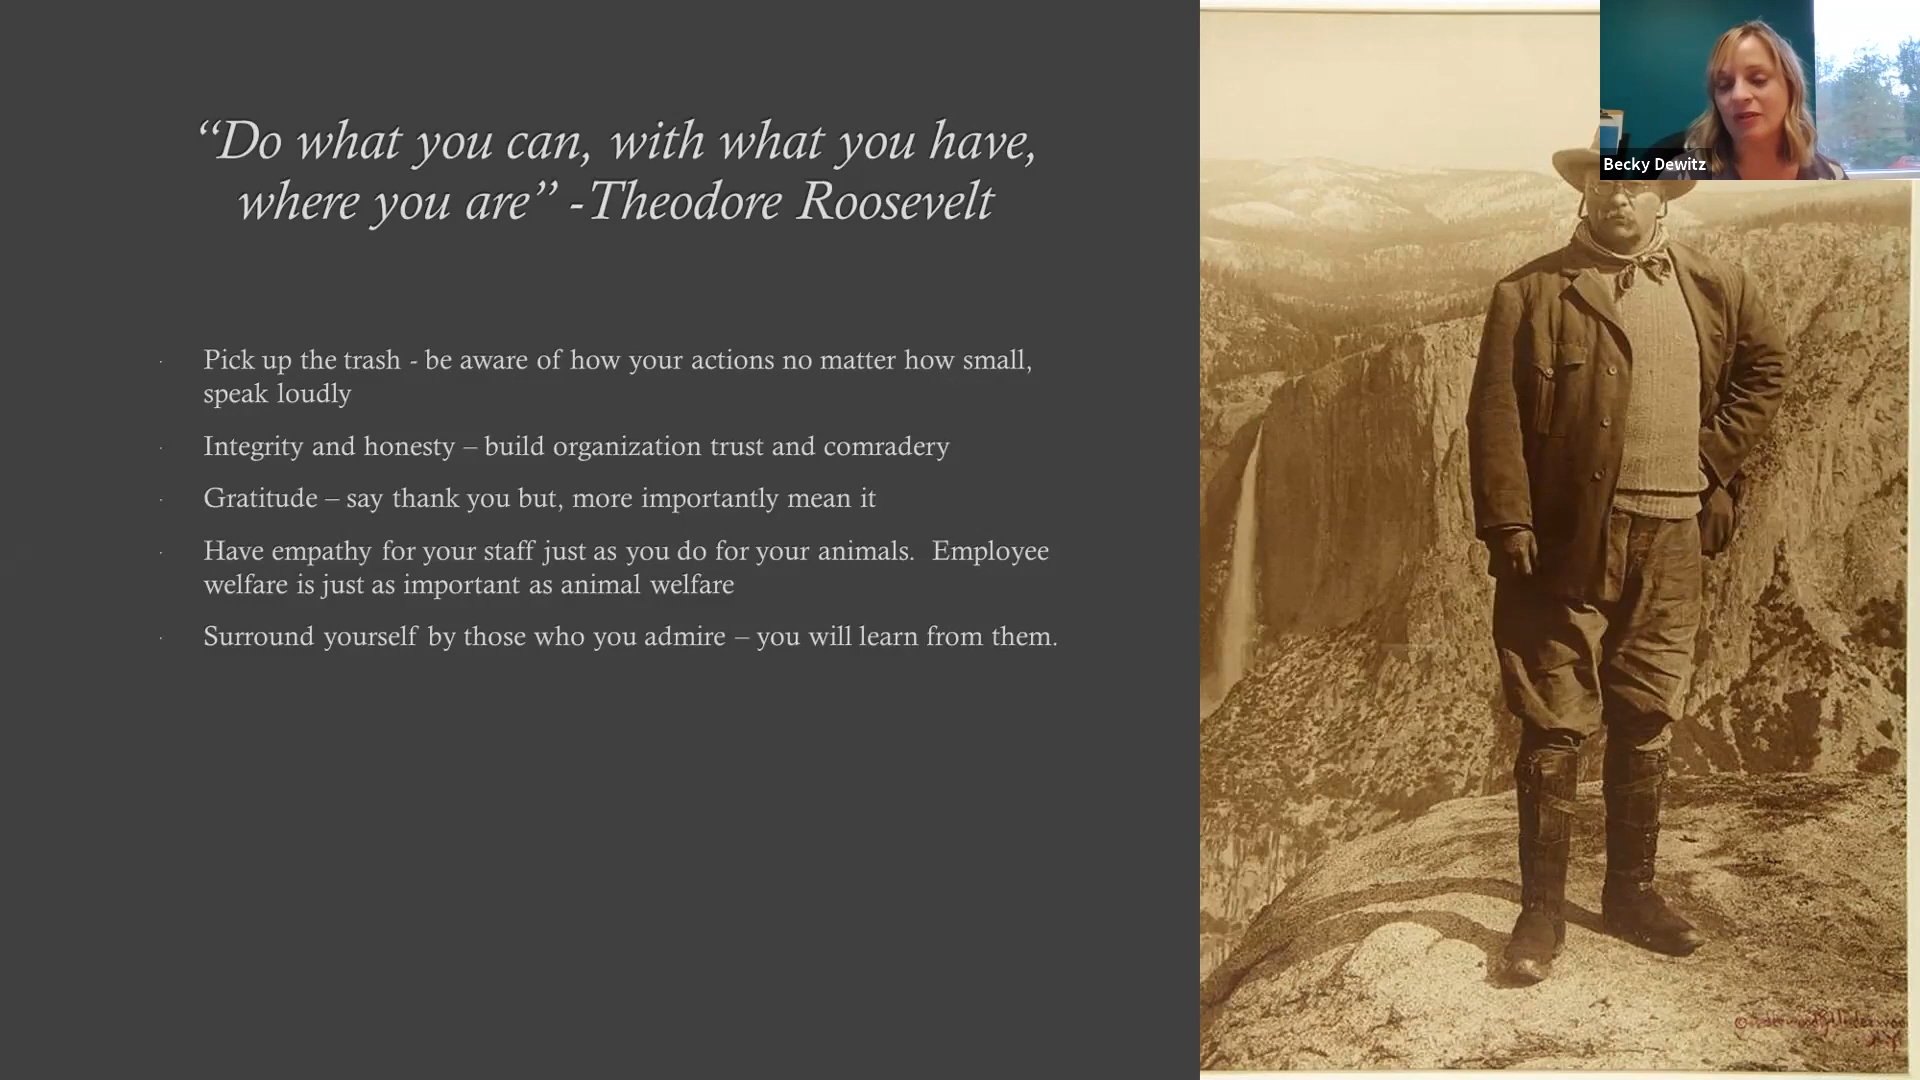 “Do what you can, with what you have,
where you are” -Theodore Roosevelt
· Pick up the trash - be aware of how your actions no matter how small,
speak loudly
· Integrity and honesty – build organization trust and comradery
· Gratitude – say thank you but, more importantly mean it
· Have empathy for your staff just as you do for your animals.  Employee
welfare is just as important as animal welfare
· Surround yourself by those who you admire – you will learn from them.
Becky Dewitz